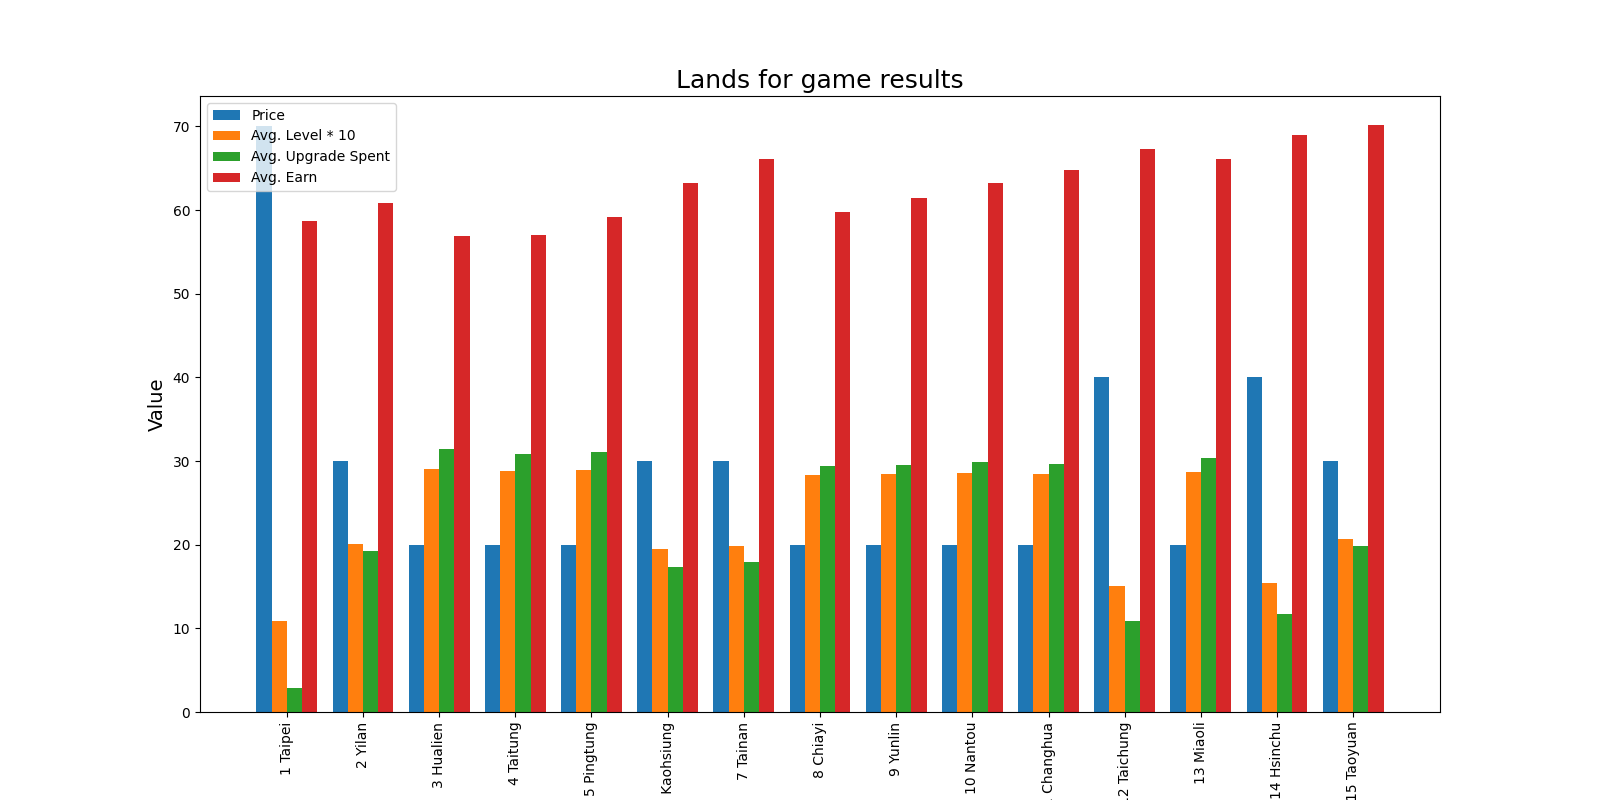 Lands for game results
Price
Avg. Level * 10
Avg. Upgrade Spent
Avg. Earn
Value
70
60
50
40
30
20
10
0
1 Taipei
2 Yilan
3 Hualien
4 Taitung
5 Pingtung
Kaohsiung
7 Tainan
8 Chiayi
9 Yunlin
10 Nantou
Changhua
2 Taichung
13 Miaoli
14 Hsinchu
15 Taoyuan